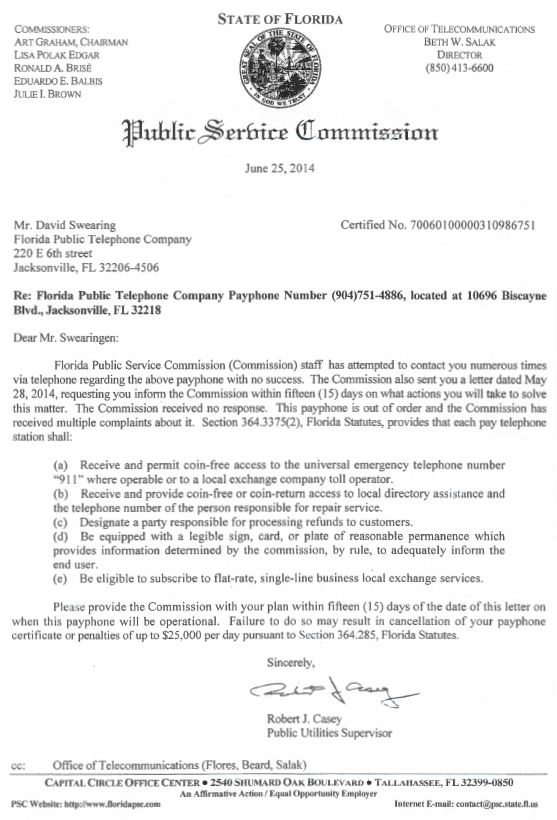 STATE OF FLORIDA
COMMISSIONERS:
ART GRAHAM, CHAIRMAN
LISA POLAK EDGAR
RONALD A. BRISÉ
EDUARDO E. BALBIS
JULIE I. BROWN
OFFICE OF TELECOMMUNICATIONS
BETH W. SALAK
DIRECTOR
(850) 413-6600
GREAT SEAL OF THE STATE OF FLORIDA
IN GOD WE TRUST
Public Service Commission
June 25, 2014
Mr. David Swearing
Florida Public Telephone Company
220 E 6th street
Jacksonville, FL 32206-4506
Certified No. 70060100000310986751
Re: Florida Public Telephone Company Payphone Number (904)751-4886, located at 10696 Biscayne
Blvd., Jacksonville, FL 32218
Dear Mr. Swearingen:
Florida Public Service Commission (Commission) staff has attempted to contact you numerous times
via telephone regarding the above payphone with no success. The Commission also sent you a letter dated May
28, 2014, requesting you inform the Commission within fifteen (15) days on what actions you will take to solve
this matter. The Commission received no response. This payphone is out of order and the Commission has
received multiple complaints about it. Section 364.3375(2), Florida Statutes, provides that each pay telephone
station shall:
(a) Receive and permit coin-free access to the universal emergency telephone number
"911" where operable or to a local exchange company toll operator.
(b) Receive and provide coin-free or coin-return access to local directory assistance and
the telephone number of the person responsible for repair service.
(c) Designate a party responsible for processing refunds to customers.
(d) Be equipped with a legible sign, card, or plate of reasonable permanence which
provides information determined by the commission, by rule, to adequately inform the
end user.
(e) Be eligible to subscribe to flat-rate, single-line business local exchange services.
Please provide the Commission with your plan within fifteen (15) days of the date of this letter on
when this payphone will be operational. Failure to do so may result in cancellation of your payphone
certificate or penalties of up to $25,000 per day pursuant to Section 364.285, Florida Statutes.
Sincerely,
Robert J Casey
Robert J. Casey
Public Utilities Supervisor
cc: Office of Telecommunications (Flores, Beard, Salak)
CAPITAL CIRCLE OFFICE CENTER • 2540 SHUMARD OAK BOULEVARD • TALLAHASSEE, FL 32399-0850
An Affirmative Action / Equal Opportunity Employer
PSC Website: http://www.floridapsc.com
Internet E-mail: contact@psc.state.fl.us